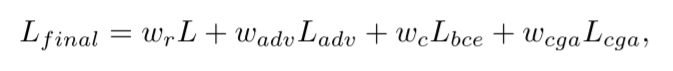 L_{final} = w_r L + w_{adv} L_{adv} + w_c L_{bce} + w_{cga} L_{cga},